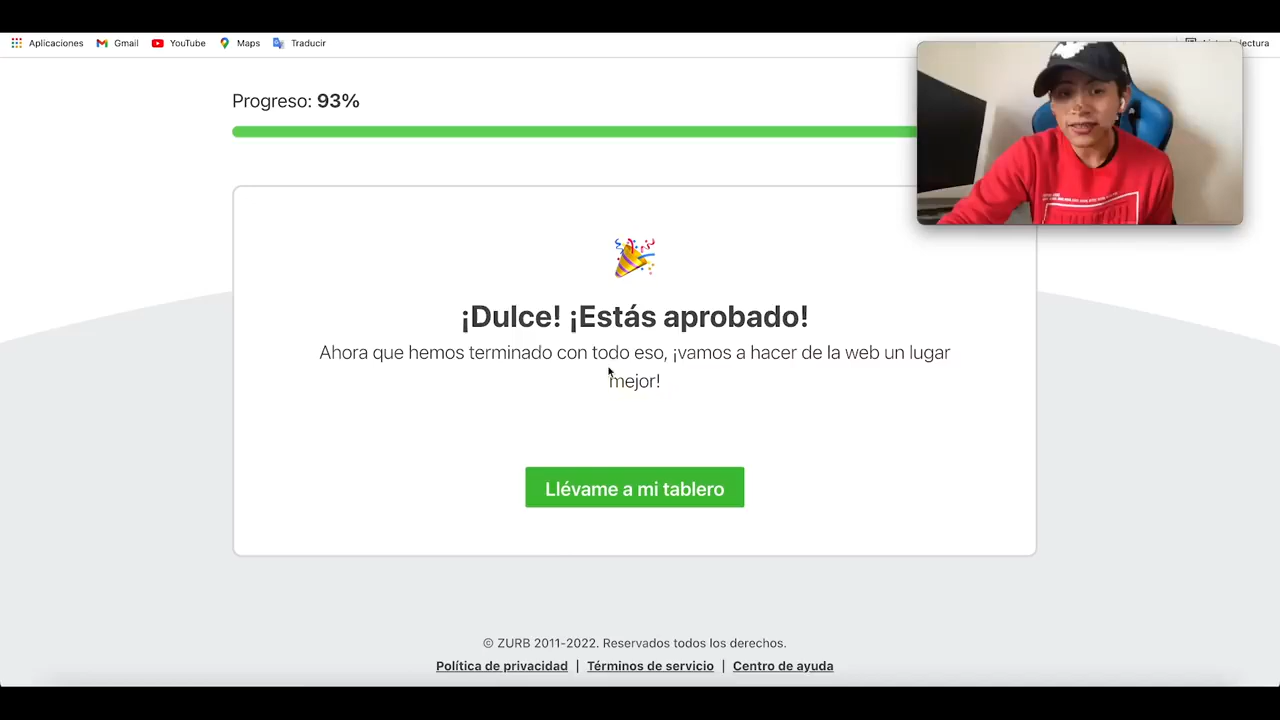 Aplicaciones Gmail YouTube Maps Traducir
Progreso: 93%
¡Dulce! ¡Estás aprobado!
Ahora que hemos terminado con todo eso, ¡vamos a hacer de la web un lugar
mejor!
Llévame a mi tablero
© ZURB 2011-2022. Reservados todos los derechos.
Política de privacidad | Términos de servicio | Centro de ayuda